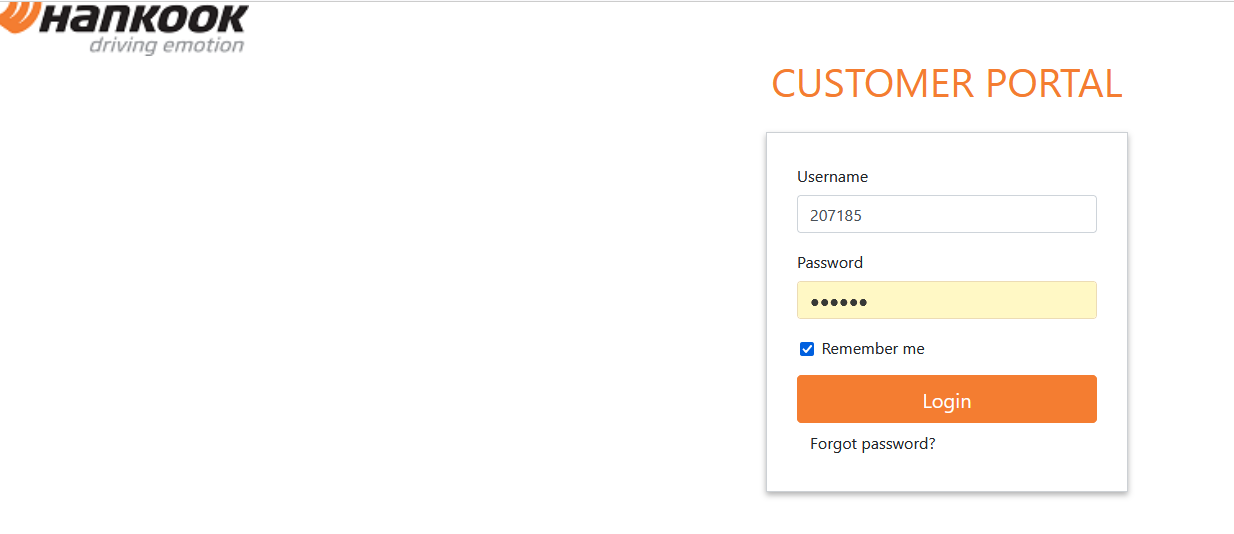 HANKOOK
driving emotion
CUSTOMER PORTAL
Username
207185
Password
••••••
Remember me
Login
Forgot password?